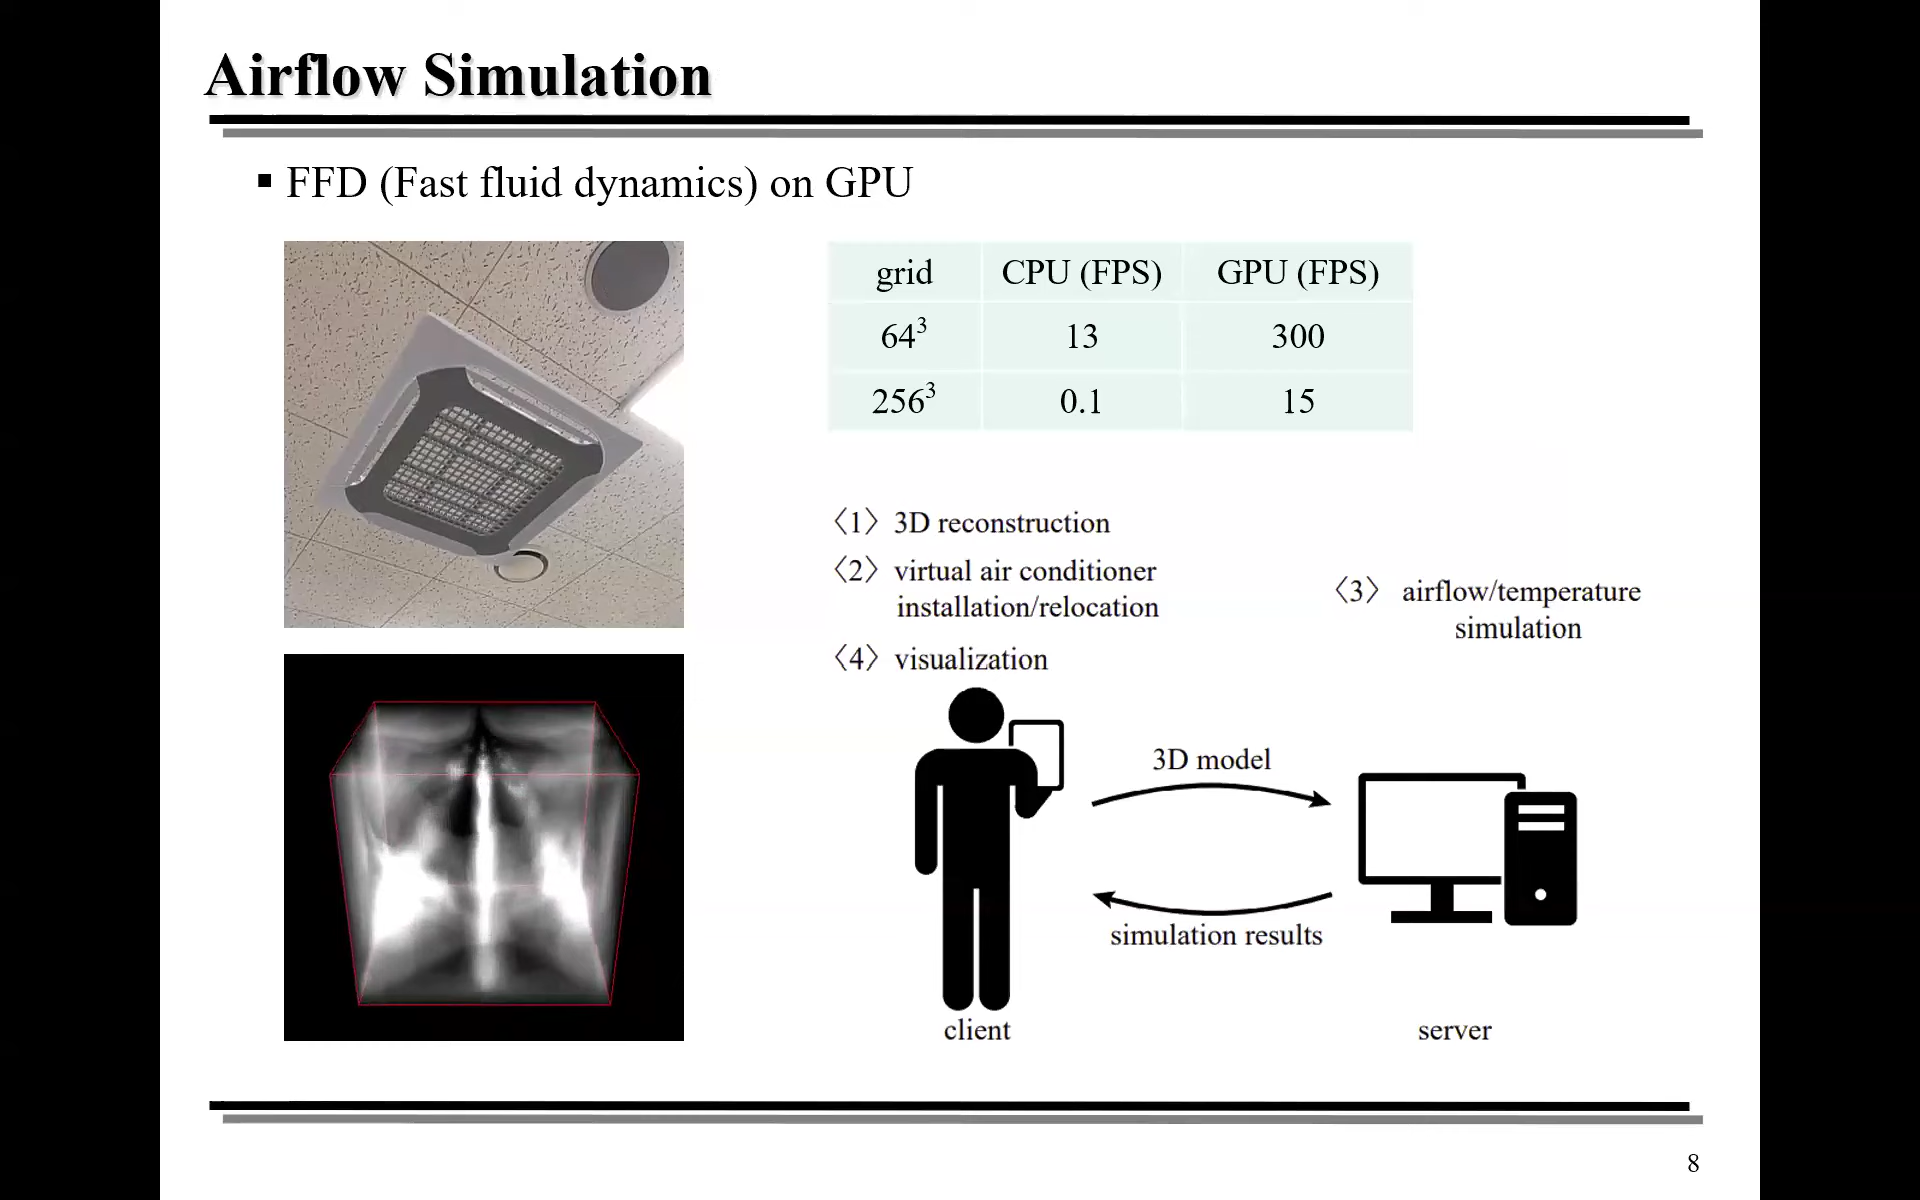 Airflow Simulation
▪ FFD (Fast fluid dynamics) on GPU
grid CPU (FPS) GPU (FPS)
64³ 13 300
256³ 0.1 15
〈1〉 3D reconstruction
〈2〉 virtual air conditioner
installation/relocation
〈3〉 airflow/temperature
simulation
〈4〉 visualization
3D model
simulation results
client
server
8